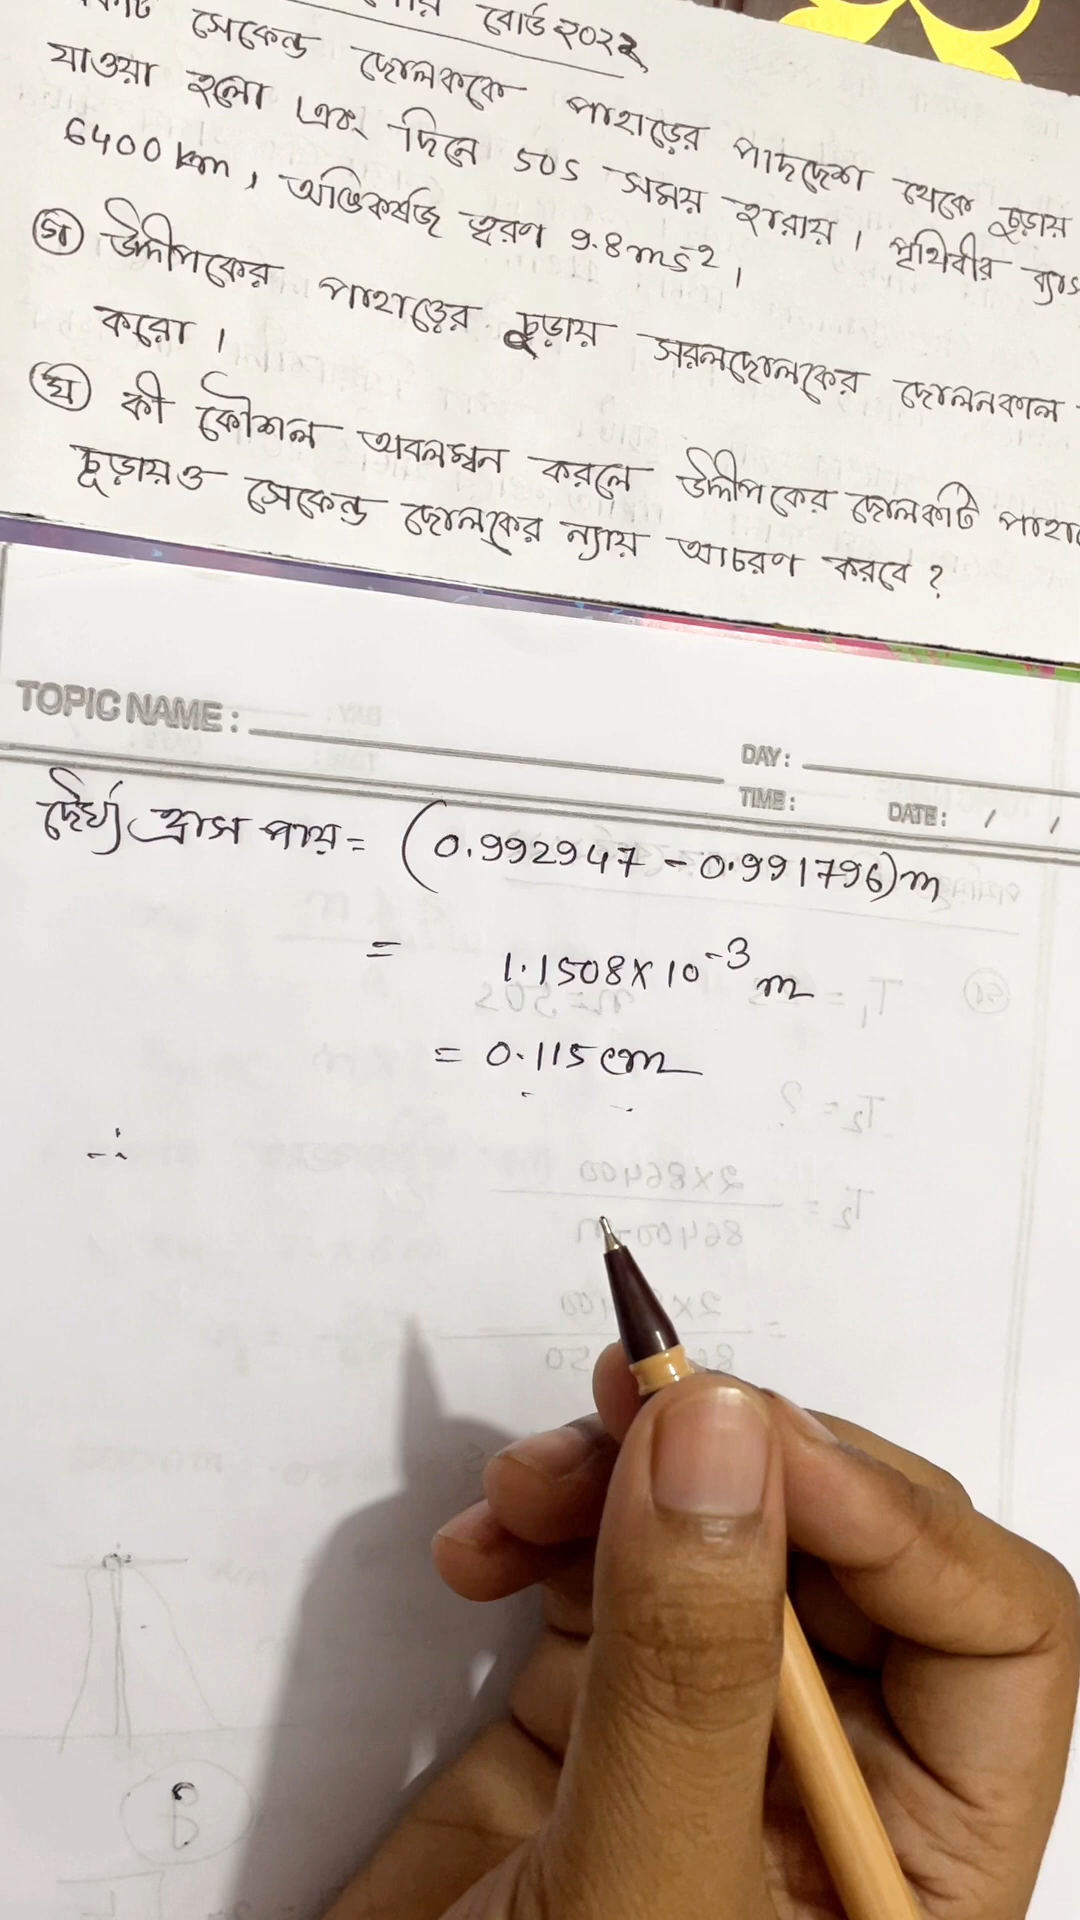 বোর্ড ২০২২
সেকেন্ড দোলককে পাহাড়ের পাদদেশ থেকে চূড়ায়
যাওয়া হলো এবং দিনে 50s সময় হারায়। পৃথিবীর
6400 km, অভিকর্ষজ ত্বরণ 9.8ms⁻²।
গ উদ্দীপকের পাহাড়ের চূড়ায় সরলদোলকের দোলনকাল
করো।
ঘ কী কৌশল অবলম্বন করলে উদ্দীপকের দোলকটি
চূড়ায়ও সেকেন্ড দোলকের ন্যায় আচরণ করবে?
TOPIC NAME :
DAY :
TIME :
DATE : / /
দৈর্ঘ্য হ্রাস পায় = (0.992947 - 0.991796)m
= 1.1508 × 10⁻³ m
= 0.115 cm
∴